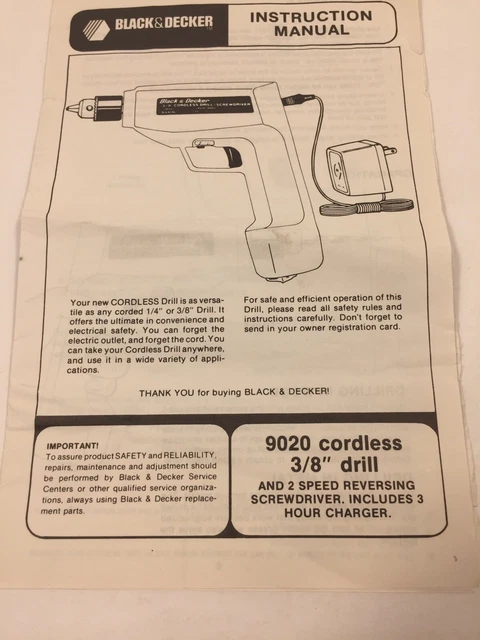 BLACK & DECKER
INSTRUCTION
MANUAL
Black & Decker
3/8 CORDLESS DRILL-SCREWDRIVER
Your new CORDLESS Drill is as versa-
tile as any corded 1/4" or 3/8" Drill. It
offers the ultimate in convenience and
electrical safety. You can forget the
electric outlet, and forget the cord. You
can take your Cordless Drill anywhere,
and use it in a wide variety of appli-
cations.
For safe and efficient operation of this
Drill, please read all safety rules and
instructions carefully. Don't forget to
send in your owner registration card.
THANK YOU for buying BLACK & DECKER!
IMPORTANT!
To assure product SAFETY and RELIABILITY,
repairs, maintenance and adjustment should
be performed by Black & Decker Service
Centers or other qualified service organiza-
tions, always using Black & Decker replace-
ment parts.
9020 cordless
3/8" drill
AND 2 SPEED REVERSING
SCREWDRIVER. INCLUDES 3
HOUR CHARGER.